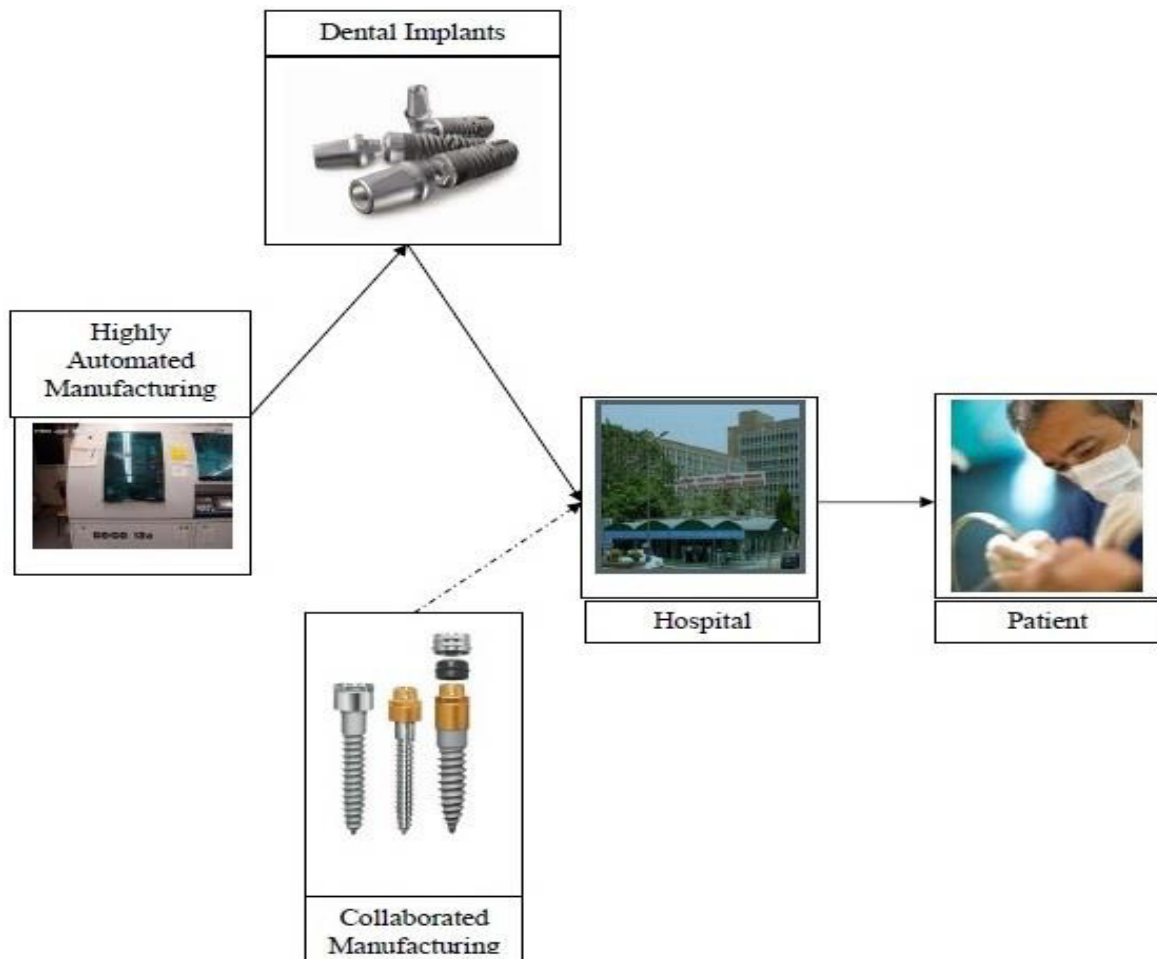 Dental Implants
Highly
Automated
Manufacturing
Hospital
Patient
Collaborated
Manufacturing